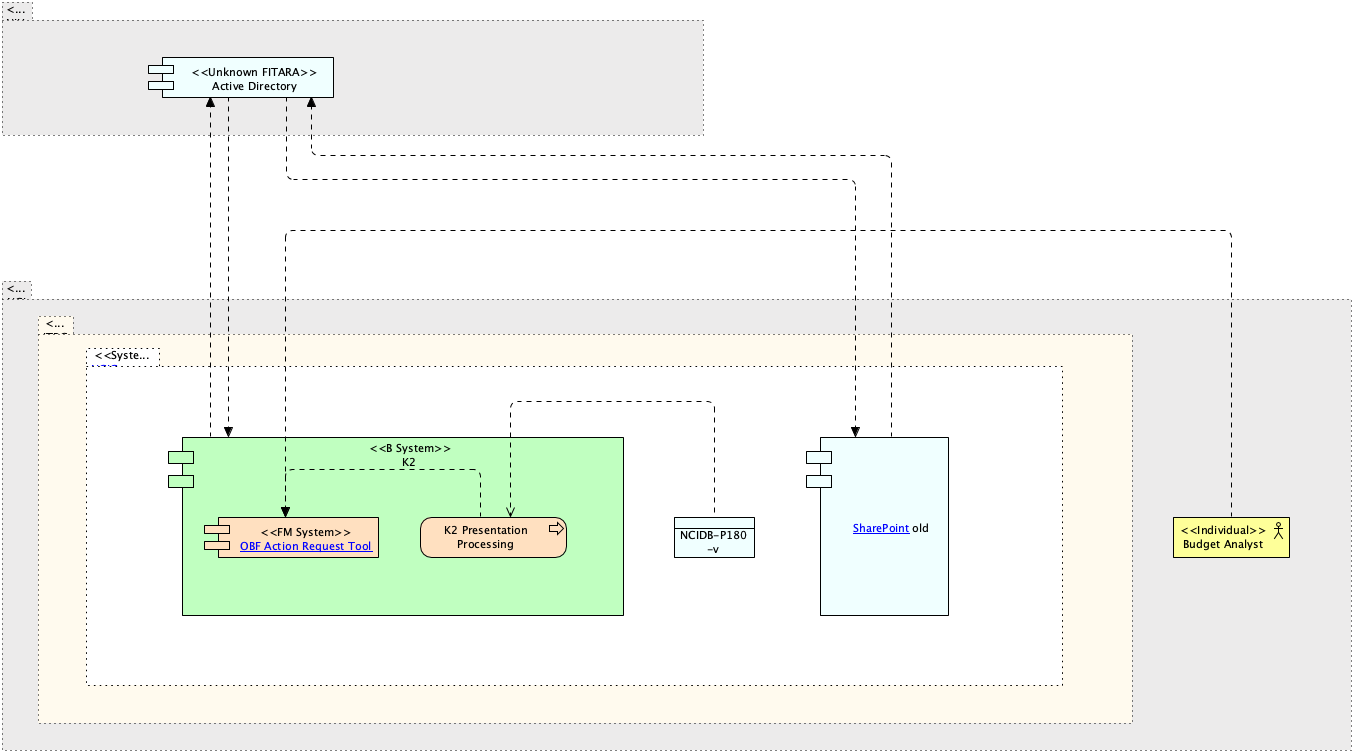 <...
<<Unknown FITARA>>
Active Directory
<...
<...
<<Syste...
<<B System>>
K2
<<FM System>>
OBF Action Request Tool
K2 Presentation
Processing
NCIDB-P180
-v
SharePoint old
<<Individual>>
Budget Analyst